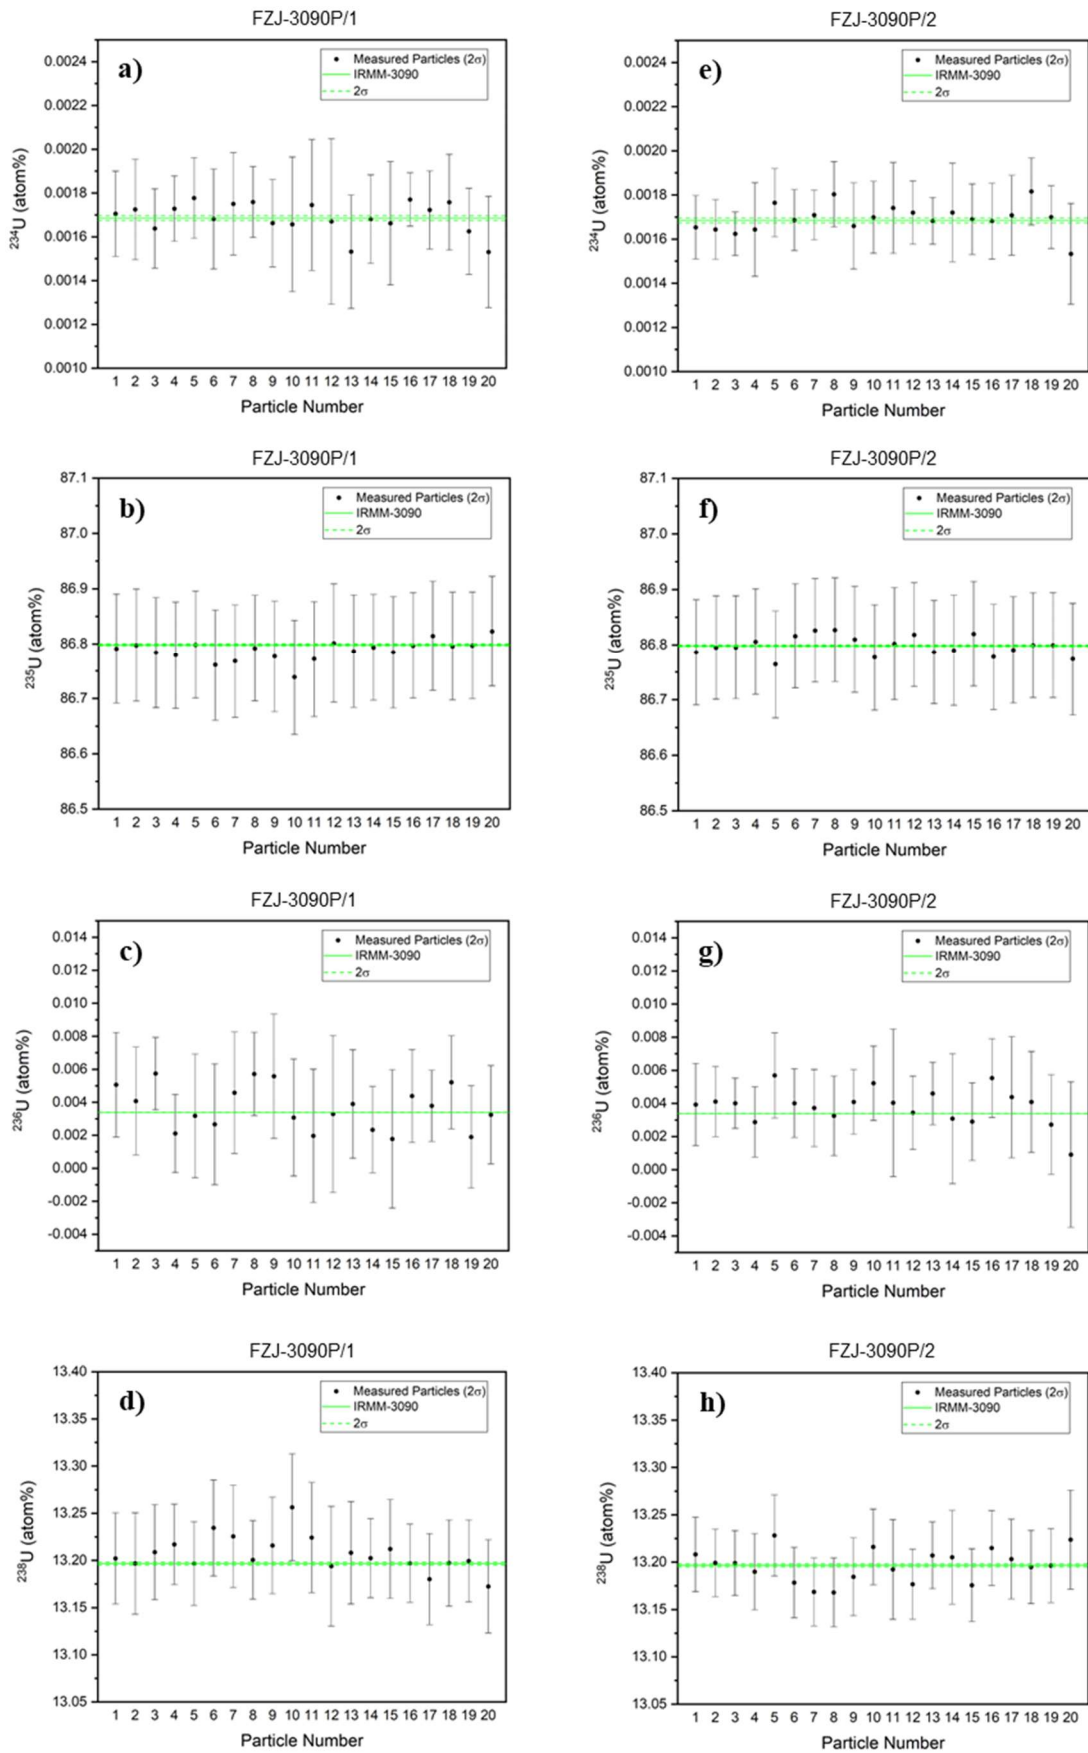 FZJ-3090P/1
a)
Measured Particles (2σ)
IRMM-3090
2σ
0.0024
0.0022
0.0020
0.0018
0.0016
0.0014
0.0012
0.0010
²³⁴U (atom%)
1 2 3 4 5 6 7 8 9 10 11 12 13 14 15 16 17 18 19 20
Particle Number
FZJ-3090P/2
e)
Measured Particles (2σ)
IRMM-3090
2σ
0.0024
0.0022
0.0020
0.0018
0.0016
0.0014
0.0012
0.0010
²³⁴U (atom%)
1 2 3 4 5 6 7 8 9 10 11 12 13 14 15 16 17 18 19 20
Particle Number
FZJ-3090P/1
b)
Measured Particles (2σ)
IRMM-3090
2σ
87.1
87.0
86.9
86.8
86.7
86.6
86.5
²³⁵U (atom%)
1 2 3 4 5 6 7 8 9 10 11 12 13 14 15 16 17 18 19 20
Particle Number
FZJ-3090P/2
f)
Measured Particles (2σ)
IRMM-3090
2σ
87.1
87.0
86.9
86.8
86.7
86.6
86.5
²³⁵U (atom%)
1 2 3 4 5 6 7 8 9 10 11 12 13 14 15 16 17 18 19 20
Particle Number
FZJ-3090P/1
c)
Measured Particles (2σ)
IRMM-3090
2σ
0.014
0.012
0.010
0.008
0.006
0.004
0.002
0.000
-0.002
-0.004
²³⁶U (atom%)
1 2 3 4 5 6 7 8 9 10 11 12 13 14 15 16 17 18 19 20
Particle Number
FZJ-3090P/2
g)
Measured Particles (2σ)
IRMM-3090
2σ
0.014
0.012
0.010
0.008
0.006
0.004
0.002
0.000
-0.002
-0.004
²³⁶U (atom%)
1 2 3 4 5 6 7 8 9 10 11 12 13 14 15 16 17 18 19 20
Particle Number
FZJ-3090P/1
d)
Measured Particles (2σ)
IRMM-3090
2σ
13.40
13.35
13.30
13.25
13.20
13.15
13.10
13.05
²³⁸U (atom%)
1 2 3 4 5 6 7 8 9 10 11 12 13 14 15 16 17 18 19 20
Particle Number
FZJ-3090P/2
h)
Measured Particles (2σ)
IRMM-3090
2σ
13.40
13.35
13.30
13.25
13.20
13.15
13.10
13.05
²³⁸U (atom%)
1 2 3 4 5 6 7 8 9 10 11 12 13 14 15 16 17 18 19 20
Particle Number